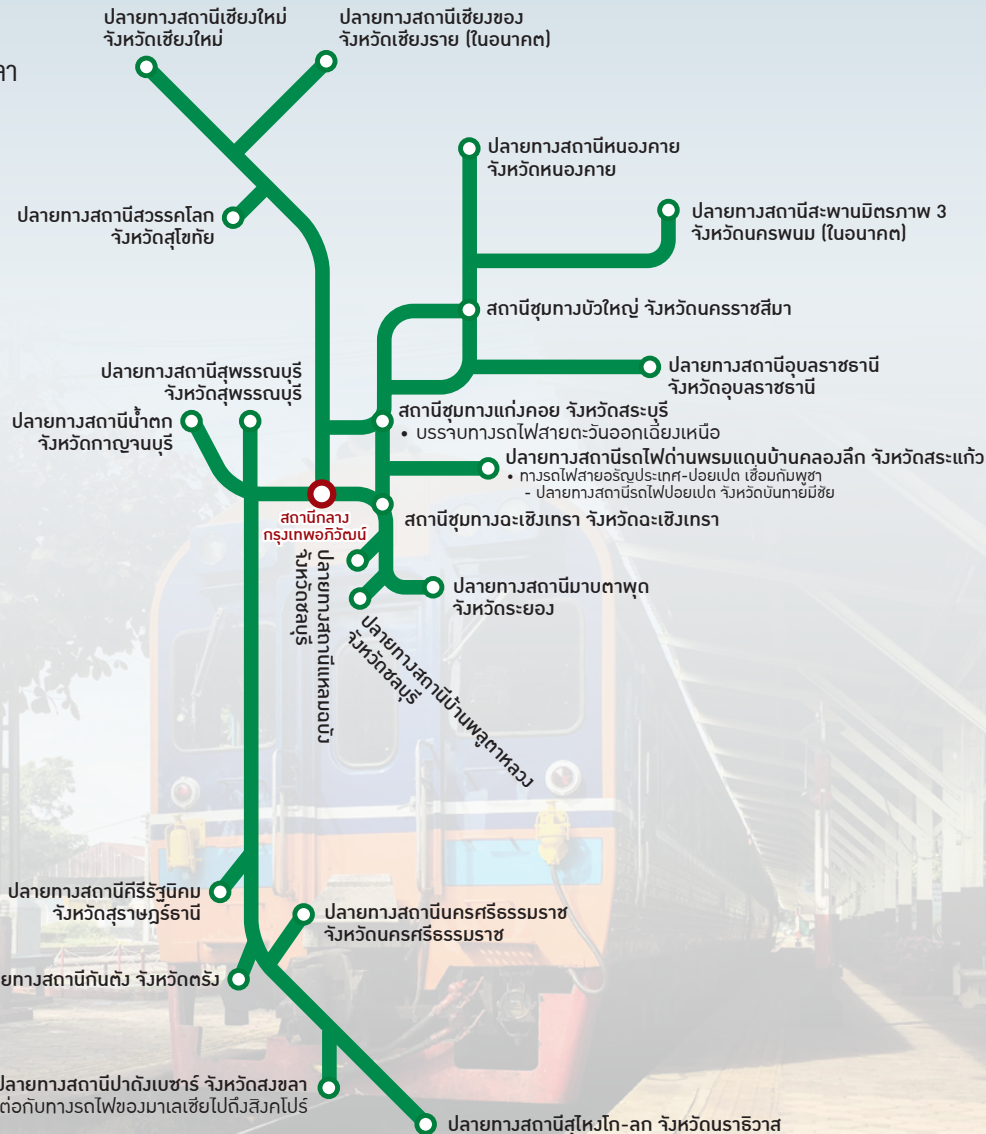 ปลายทางสถานีเชียงใหม่
จังหวัดเชียงใหม่
ปลายทางสถานีเชียงของ
จังหวัดเชียงราย (ในอนาคต)
ปลายทางสถานีหนองคาย
จังหวัดหนองคาย
ปลายทางสถานีสวรรคโลก
จังหวัดสุโขทัย
ปลายทางสถานีสะพานมิตรภาพ 3
จังหวัดนครพนม (ในอนาคต)
สถานีชุมทางบัวใหญ่ จังหวัดนครราชสีมา
ปลายทางสถานีสุพรรณบุรี
จังหวัดสุพรรณบุรี
ปลายทางสถานีอุบลราชธานี
จังหวัดอุบลราชธานี
ปลายทางสถานีน้ำตก
จังหวัดกาญจนบุรี
สถานีชุมทางแก่งคอย จังหวัดสระบุรี
• บรรจบทางรถไฟสายตะวันออกเฉียงเหนือ
ปลายทางสถานีรถไฟด่านพรมแดนบ้านคลองลึก จังหวัดสระแก้ว
• ทางรถไฟสายอรัญประเทศ-ปอยเปต เชื่อมกัมพูชา
- ปลายทางสถานีรถไฟปอยเปต จังหวัดบันทายมีชัย
สถานีกลาง
กรุงเทพอภิวัฒน์
สถานีชุมทางฉะเชิงเทรา จังหวัดฉะเชิงเทรา
ปลายทางสถานีแหลมฉบัง
จังหวัดชลบุรี
ปลายทางสถานีมาบตาพุด
จังหวัดระยอง
ปลายทางสถานีบ้านพลูตาหลวง
จังหวัดชลบุรี
ปลายทางสถานีคีรีรัฐนิคม
จังหวัดสุราษฎร์ธานี
ปลายทางสถานีนครศรีธรรมราช
จังหวัดนครศรีธรรมราช
ยทางสถานีกันตัง จังหวัดตรัง
ปลายทางสถานีปาดังเบซาร์ จังหวัดสงขลา
ต่อกับทางรถไฟของมาเลเซียไปถึงสิงคโปร์
ปลายทางสถานีสุไหงโก-ลก จังหวัดนราธิวาส